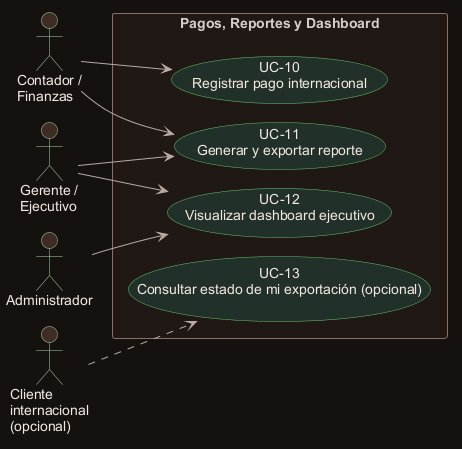 Pagos, Reportes y Dashboard
Contador /
Finanzas
UC-10
Registrar pago internacional
UC-11
Generar y exportar reporte
Gerente /
Ejecutivo
UC-12
Visualizar dashboard ejecutivo
Administrador
UC-13
Consultar estado de mi exportación (opcional)
Cliente
internacional
(opcional)